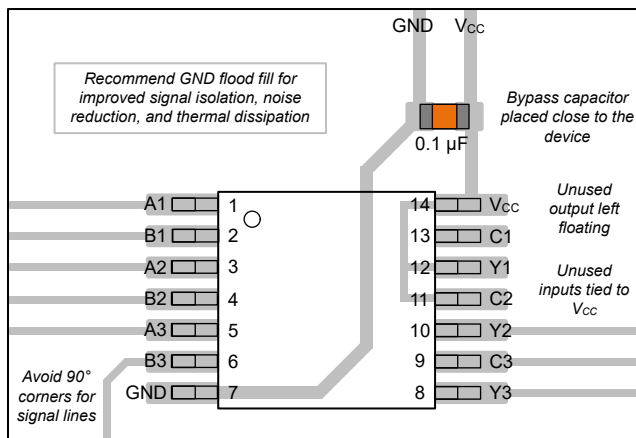 GND VCC
Recommend GND flood fill for
improved signal isolation, noise
reduction, and thermal dissipation
Bypass capacitor
placed close to the
device
0.1 µF
A1 1 14 VCC
Unused
output left
floating
B1 2 13 C1
A2 3 12 Y1
Unused
inputs tied to
VCC
B2 4 11 C2
A3 5 10 Y2
B3 6 9 C3
Avoid 90°
corners for
signal lines
GND 7 8 Y3